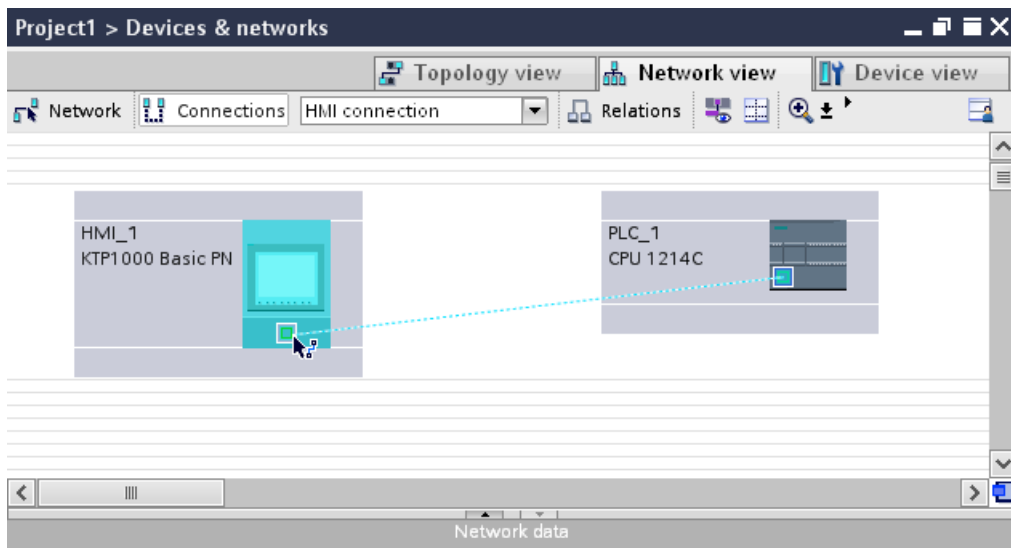 Project1 > Devices & networks
Topology view
Network view
Device view
Network
Connections
HMI connection
Relations
HMI_1
KTP1000 Basic PN
PLC_1
CPU 1214C
Network data